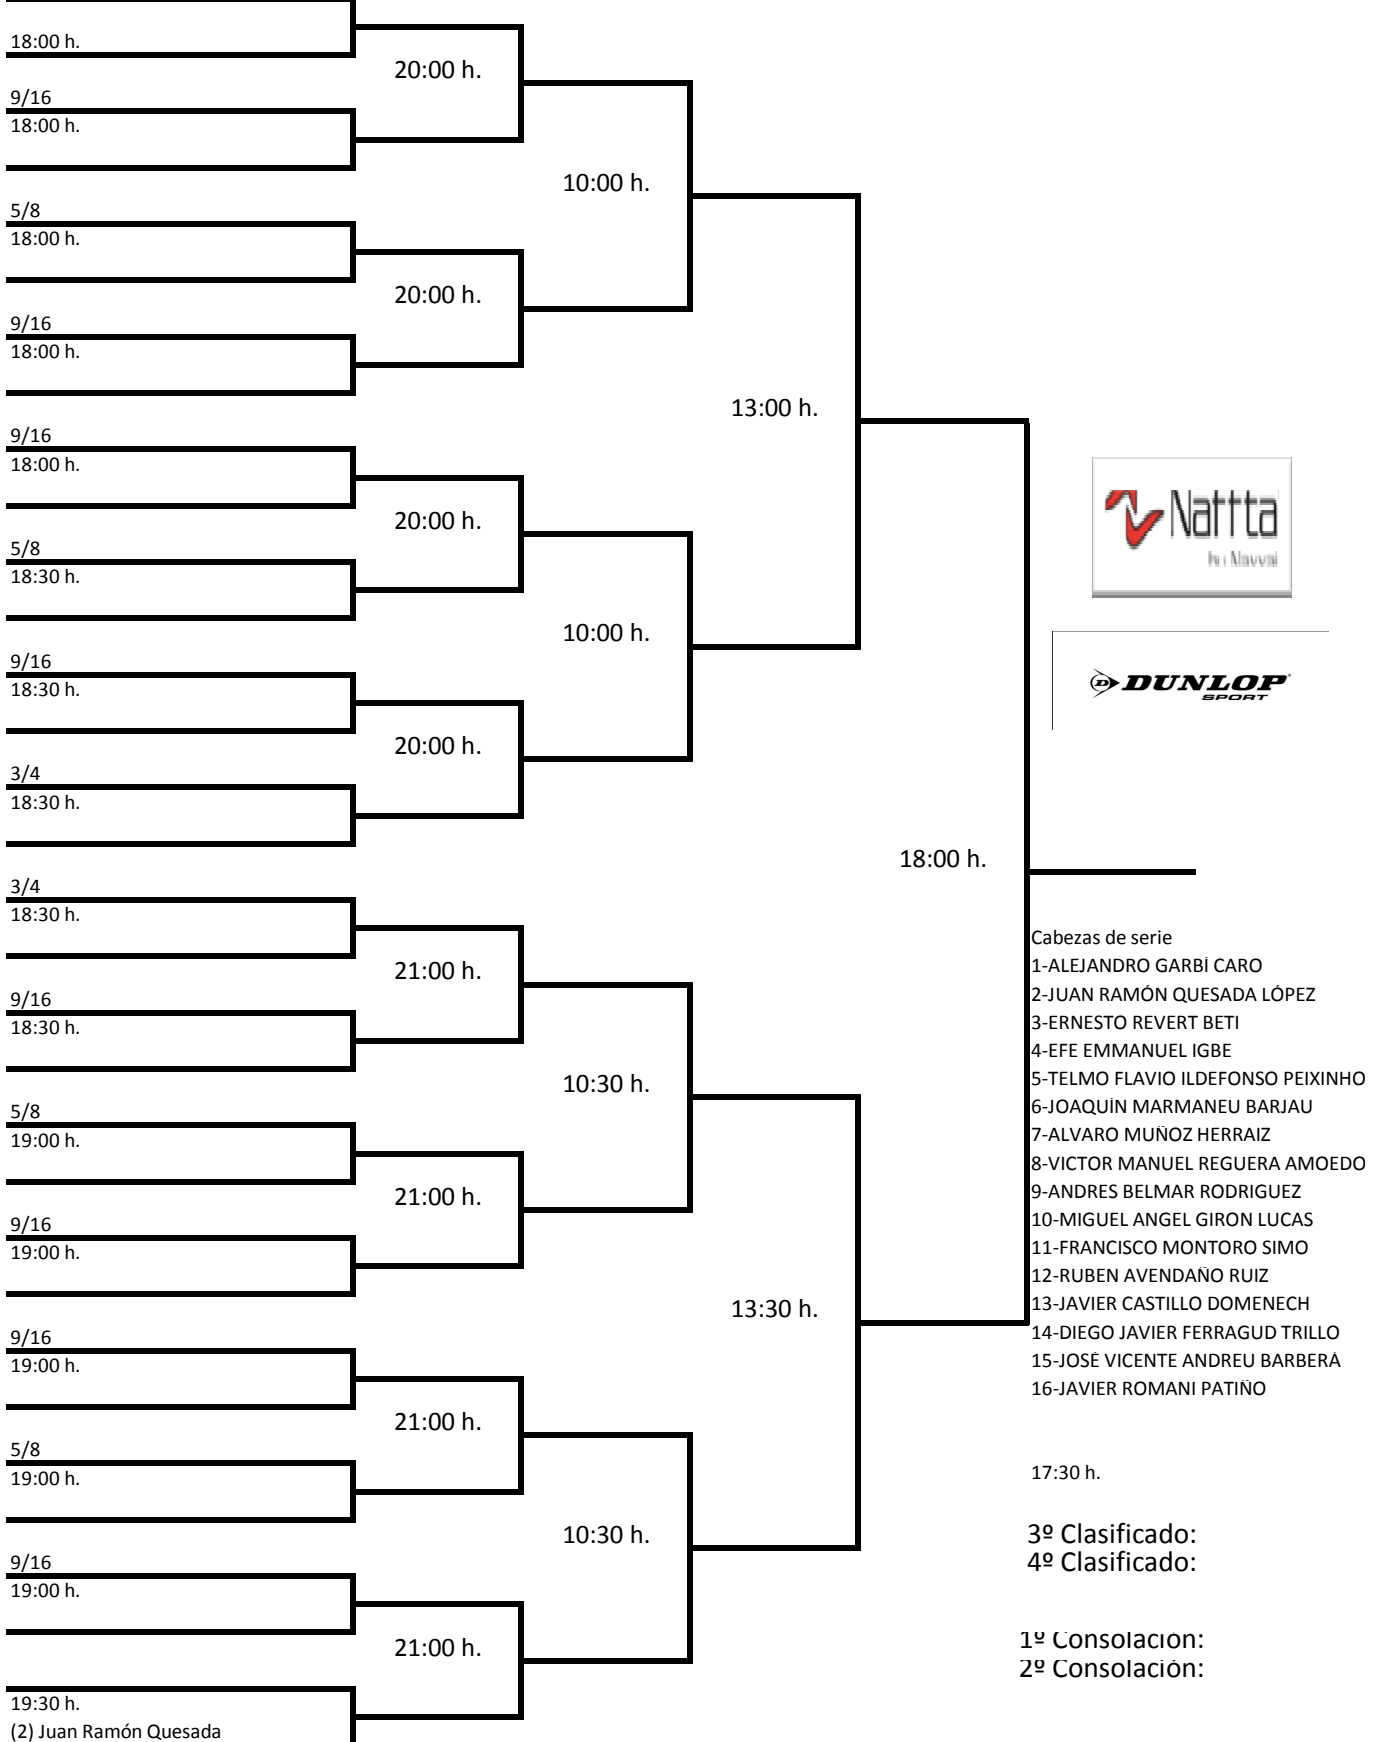 18:00 h.
20:00 h.
9/16
18:00 h.
10:00 h.
5/8
18:00 h.
20:00 h.
9/16
18:00 h.
13:00 h.
9/16
18:00 h.
20:00 h.
5/8
18:30 h.
10:00 h.
9/16
18:30 h.
20:00 h.
3/4
18:30 h.
18:00 h.
3/4
18:30 h.
21:00 h.
9/16
18:30 h.
10:30 h.
5/8
19:00 h.
21:00 h.
9/16
19:00 h.
13:30 h.
9/16
19:00 h.
21:00 h.
5/8
19:00 h.
10:30 h.
9/16
19:00 h.
21:00 h.
19:30 h.
(2) Juan Ramón Quesada
Nattta
DUNLOP
SPORT
Cabezas de serie
1-ALEJANDRO GARBÍ CARO
2-JUAN RAMÓN QUESADA LÓPEZ
3-ERNESTO REVERT BETI
4-EFE EMMANUEL IGBE
5-TELMO FLAVIO ILDEFONSO PEIXINHO
6-JOAQUÍN MARMANEU BARJAU
7-ALVARO MUÑOZ HERRAIZ
8-VICTOR MANUEL REGUERA AMOEDO
9-ANDRES BELMAR RODRIGUEZ
10-MIGUEL ANGEL GIRON LUCAS
11-FRANCISCO MONTORO SIMO
12-RUBEN AVENDAÑO RUIZ
13-JAVIER CASTILLO DOMENECH
14-DIEGO JAVIER FERRAGUD TRILLO
15-JOSÉ VICENTE ANDREU BARBERÁ
16-JAVIER ROMANI PATIÑO
17:30 h.
3º Clasificado:
4º Clasificado:
1º Consolación:
2º Consolación: